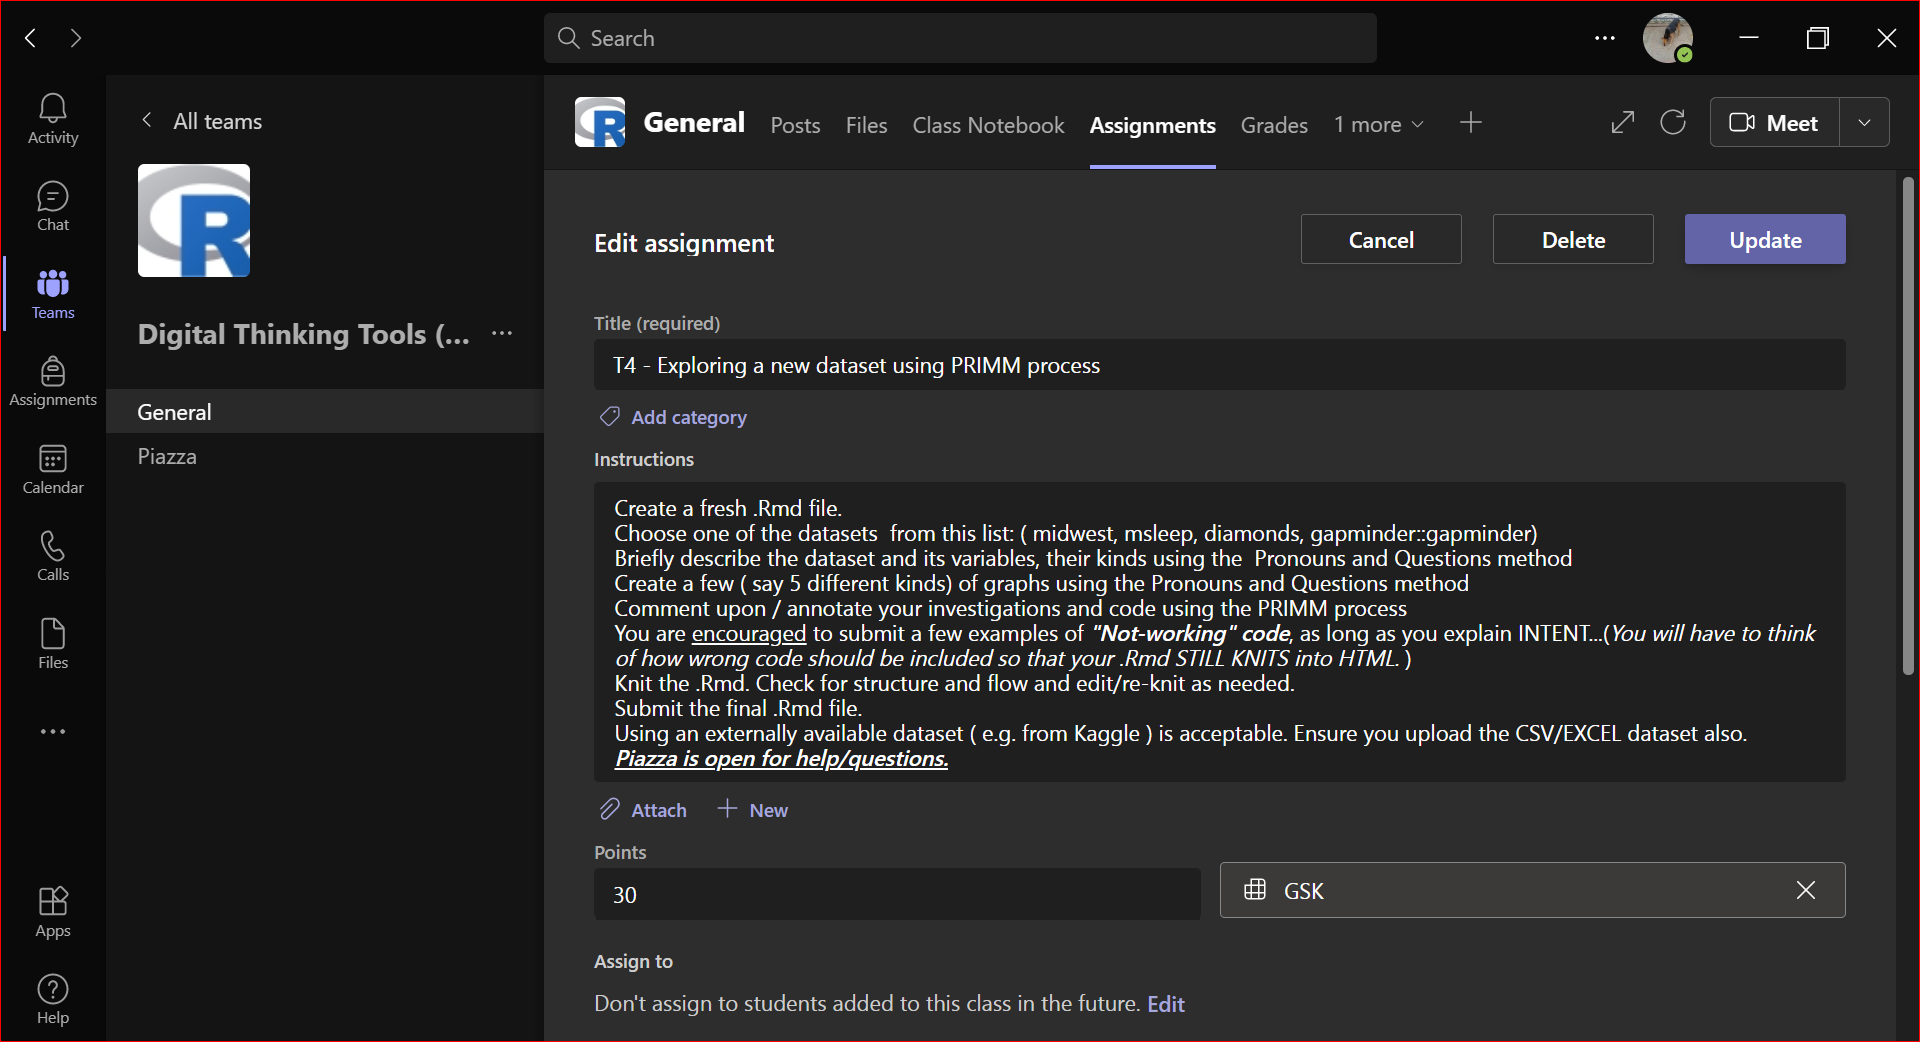 Search
Activity
Chat
Teams
Assignments
Calendar
Calls
Files
Apps
Help
All teams
R
Digital Thinking Tools (...
General
Piazza
R
General
Posts
Files
Class Notebook
Assignments
Grades
1 more
Meet
Edit assignment
Cancel
Delete
Update
Title (required)
T4 - Exploring a new dataset using PRIMM process
Add category
Instructions
Create a fresh .Rmd file.
Choose one of the datasets  from this list: ( midwest, msleep, diamonds, gapminder::gapminder)
Briefly describe the dataset and its variables, their kinds using the  Pronouns and Questions method
Create a few ( say 5 different kinds) of graphs using the Pronouns and Questions method
Comment upon / annotate your investigations and code using the PRIMM process
You are encouraged to submit a few examples of "Not-working" code, as long as you explain INTENT...(You will have to think
of how wrong code should be included so that your .Rmd STILL KNITS into HTML. )
Knit the .Rmd. Check for structure and flow and edit/re-knit as needed.
Submit the final .Rmd file.
Using an externally available dataset ( e.g. from Kaggle ) is acceptable. Ensure you upload the CSV/EXCEL dataset also.
Piazza is open for help/questions.
Attach
New
Points
30
GSK
Assign to
Don't assign to students added to this class in the future. Edit